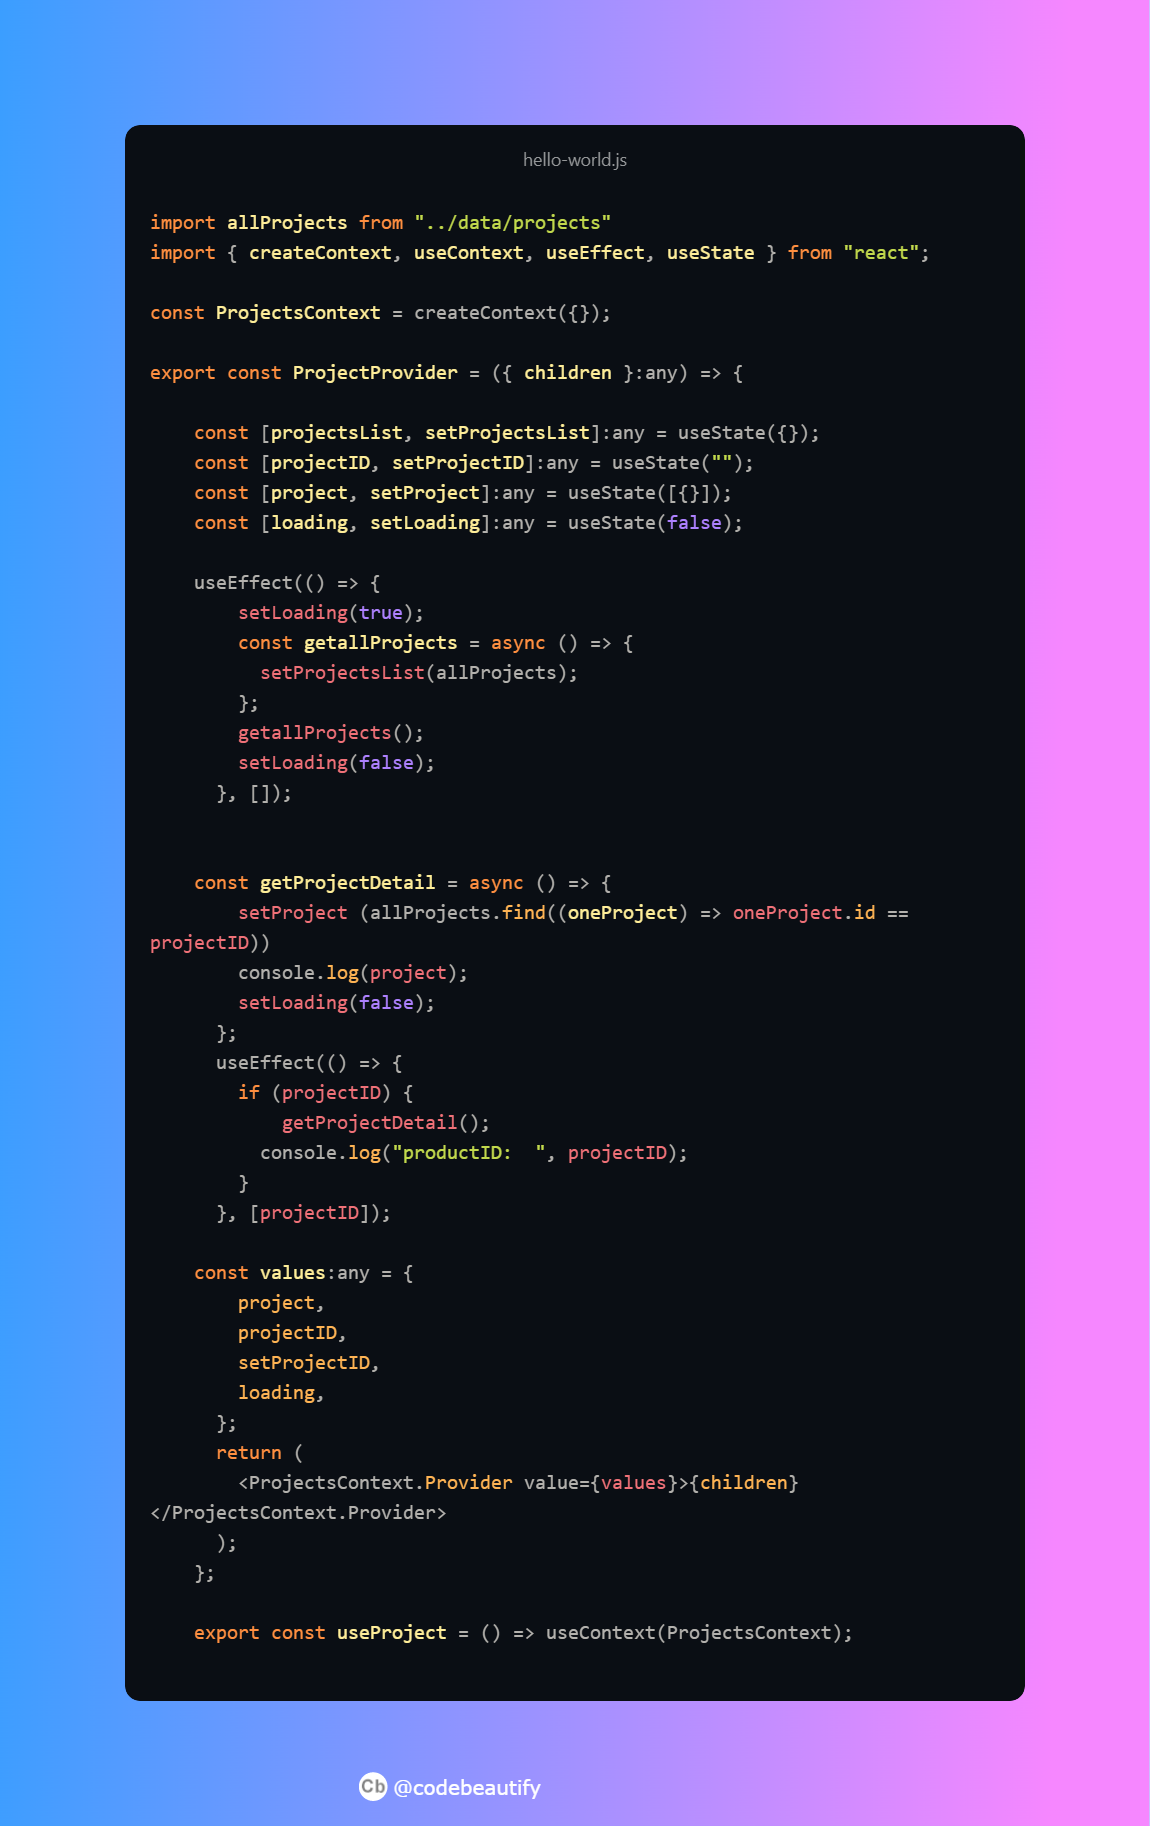 hello-world.js
import allProjects from "../data/projects"
import { createContext, useContext, useEffect, useState } from "react";
const ProjectsContext = createContext({});
export const ProjectProvider = ({ children }:any) => {
    const [projectsList, setProjectsList]:any = useState({});
    const [projectID, setProjectID]:any = useState("");
    const [project, setProject]:any = useState([{}]);
    const [loading, setLoading]:any = useState(false);
    useEffect(() => {
        setLoading(true);
        const getallProjects = async () => {
          setProjectsList(allProjects);
        };
        getallProjects();
        setLoading(false);
      }, []);
    const getProjectDetail = async () => {
        setProject (allProjects.find((oneProject) => oneProject.id ==
projectID))
        console.log(project);
        setLoading(false);
      };
      useEffect(() => {
        if (projectID) {
            getProjectDetail();
          console.log("productID:  ", projectID);
        }
      }, [projectID]);
    const values:any = {
        project,
        projectID,
        setProjectID,
        loading,
      };
      return (
        <ProjectsContext.Provider value={values}>{children}
</ProjectsContext.Provider>
      );
    };
    export const useProject = () => useContext(ProjectsContext);
Cb @codebeautify